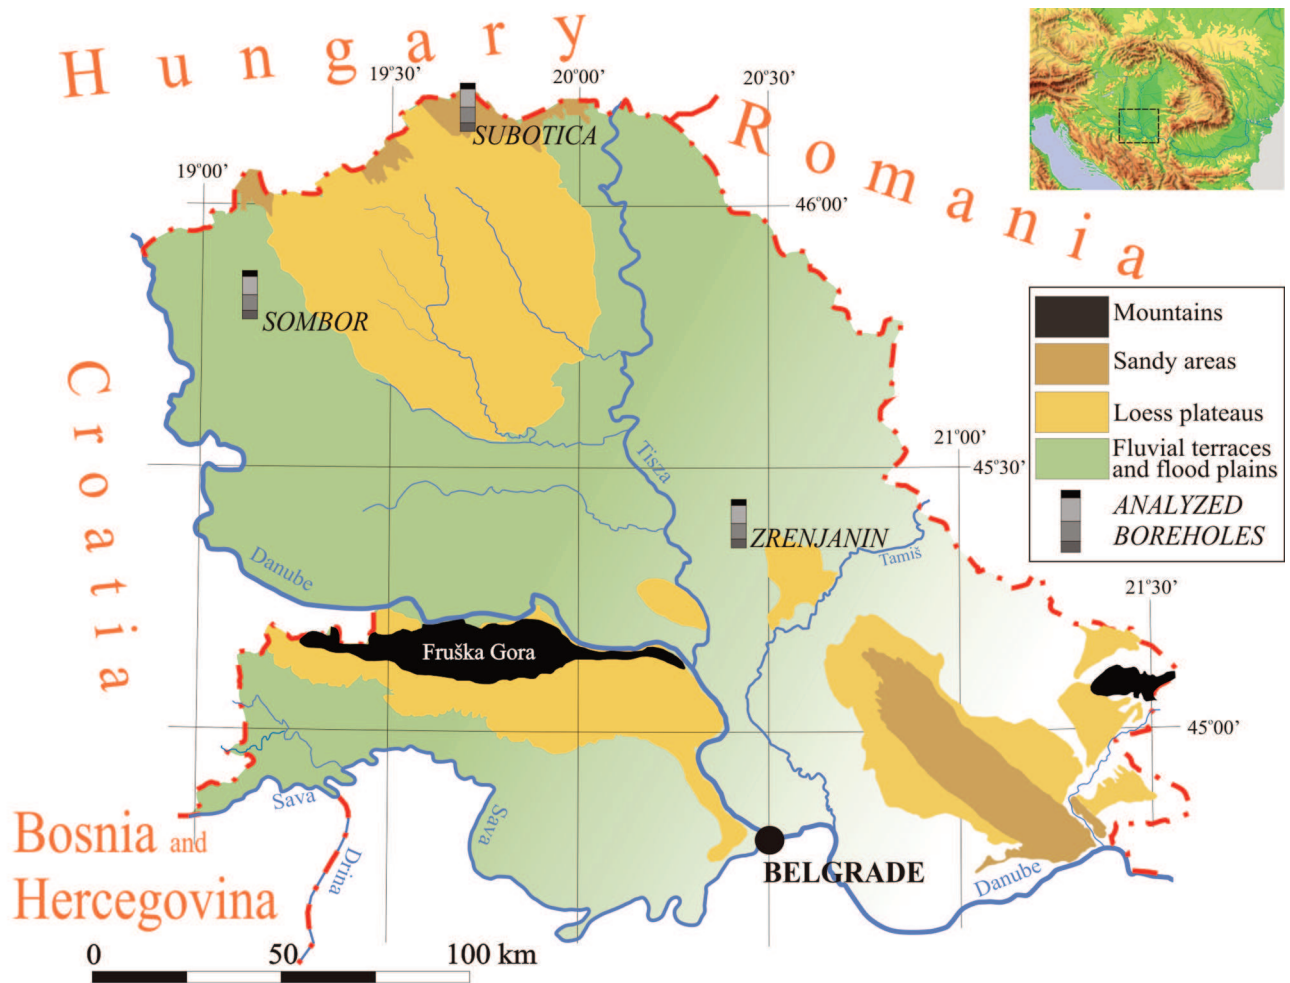 Hungary
Romania
Croatia
Bosnia and
Hercegovina
19°00’
19°30’
20°00’
20°30’
46°00’
21°00’
45°30’
21°30’
45°00’
SUBOTICA
SOMBOR
ZRENJANIN
Tisza
Tamiš
Danube
Fruška Gora
Sava
Sava
Drina
BELGRADE
Danube
0 50 100 km
Mountains
Sandy areas
Loess plateaus
Fluvial terraces
and flood plains
ANALYZED
BOREHOLES